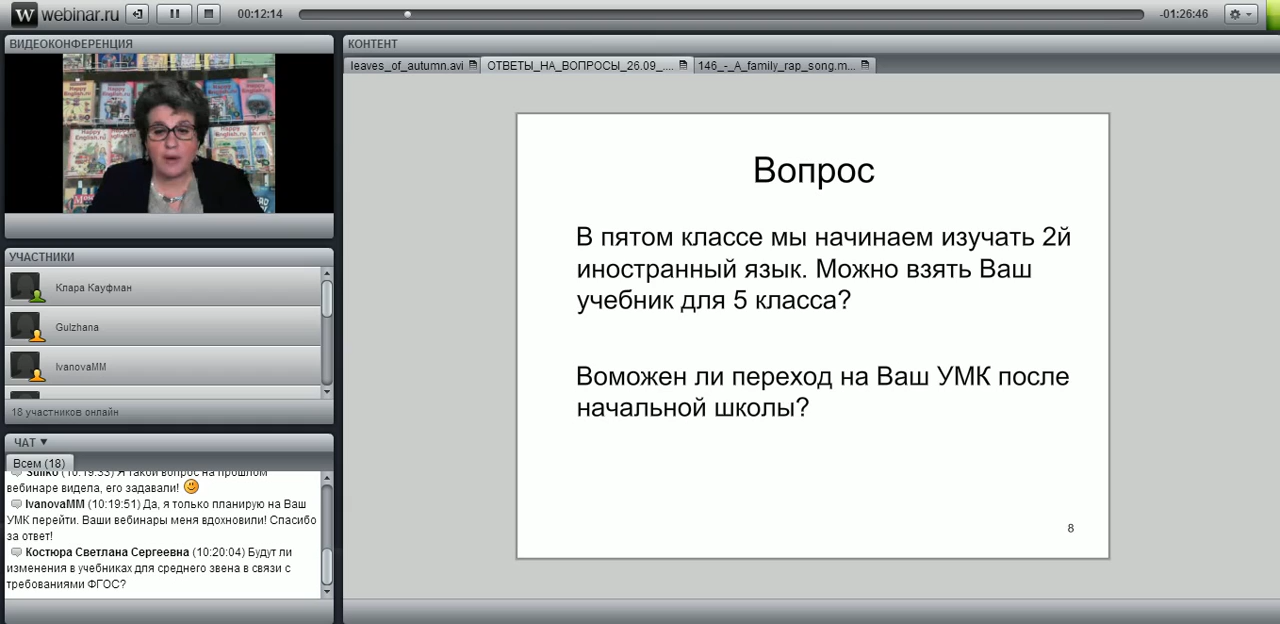 webinar.ru
00:12:14
-01:26:46
ВИДЕОКОНФЕРЕНЦИЯ
Happy English.ru
УЧАСТНИКИ
Клара Кауфман
Gulzhana
IvanovaMM
18 участников онлайн
ЧАТ
Всем (18)
Suliko (10:19:33) Я такой вопрос на прошлом
вебинаре видела, его задавали!
IvanovaMM (10:19:51) Да, я только планирую на Ваш
УМК перейти. Ваши вебинары меня вдохновили! Спасибо
за ответ!
Костюра Светлана Сергеевна (10:20:04) Будут ли
изменения в учебниках для среднего звена в связи с
требованиями ФГОС?
КОНТЕНТ
leaves_of_autumn.avi
ОТВЕТЫ_НА_ВОПРОСЫ_26.09_....
146_-_A_family_rap_song.m...
Вопрос
В пятом классе мы начинаем изучать 2й
иностранный язык. Можно взять Ваш
учебник для 5 класса?
Воможен ли переход на Ваш УМК после
начальной школы?
8